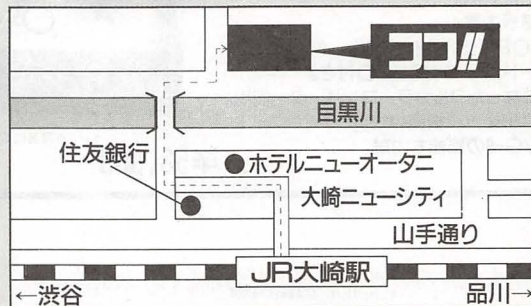 ココ!!
目黒川
住友銀行
ホテルニューオータニ
大崎ニューシティ
山手通り
JR大崎駅
←渋谷
品川→